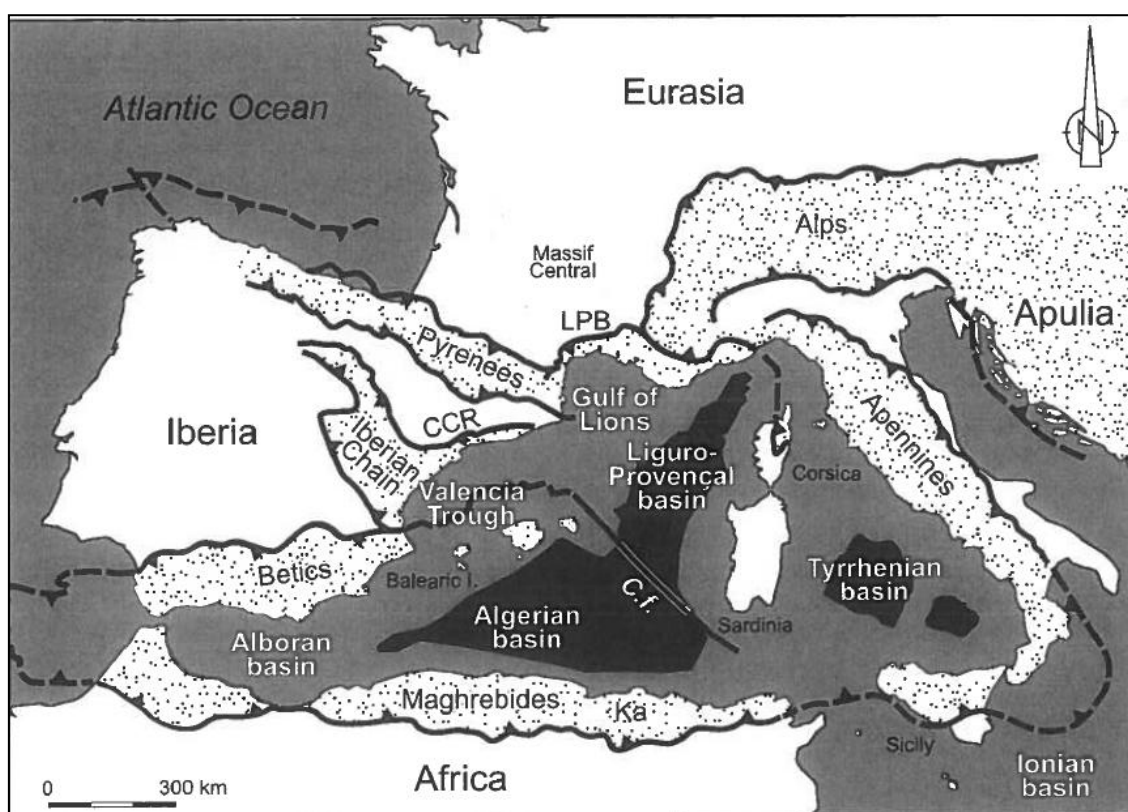 Atlantic Ocean
Eurasia
N
Alps
Massif
Central
LPB
Apulia
Pyrenees
Gulf of
Lions
CCR
Iberia
Iberian
Chain
Liguro-
Provençal
basin
Corsica
Apennines
Valencia
Trough
Betics
Balearic I.
C.f.
Tyrrhenian
basin
Algerian
basin
Sardinia
Alboran
basin
Maghrebides
Ka
Sicily
Ionian
basin
Africa
0 300 km